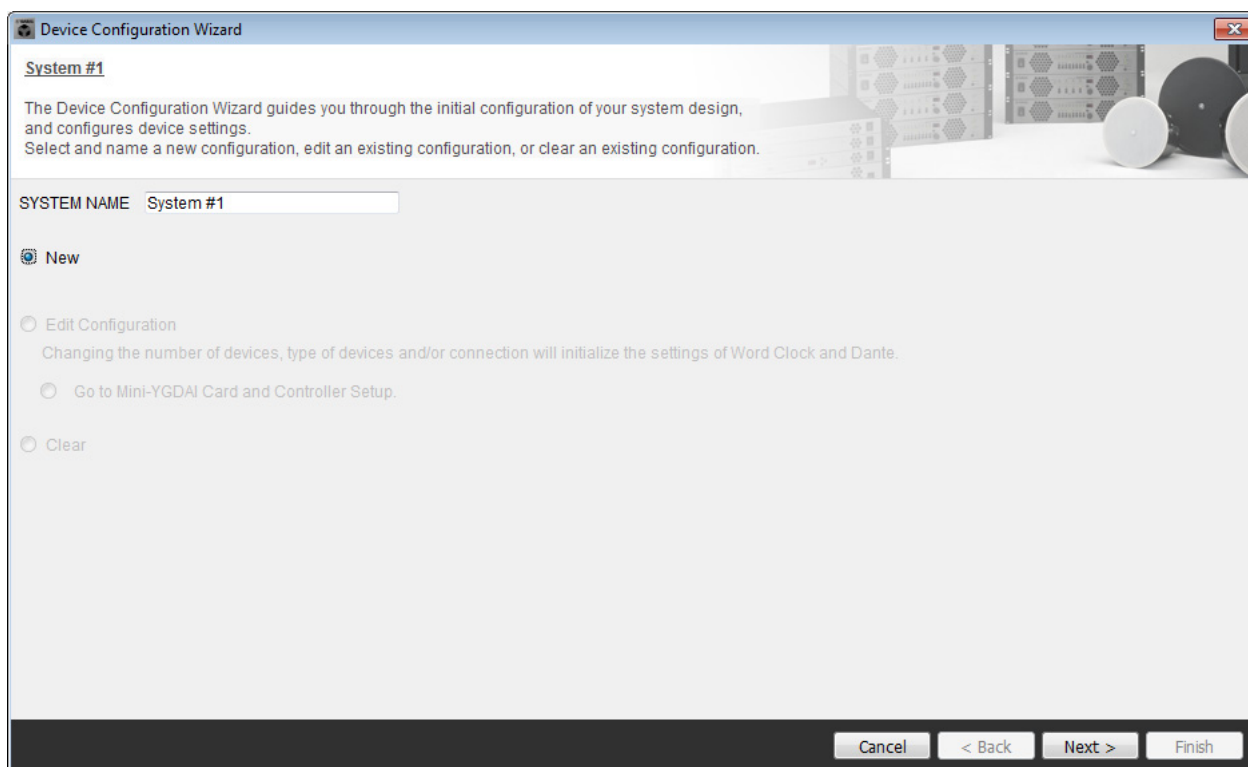 Device Configuration Wizard
System #1
The Device Configuration Wizard guides you through the initial configuration of your system design,
and configures device settings.
Select and name a new configuration, edit an existing configuration, or clear an existing configuration.
SYSTEM NAME System #1
New
Edit Configuration
Changing the number of devices, type of devices and/or connection will initialize the settings of Word Clock and Dante.
Go to Mini-YGDAI Card and Controller Setup.
Clear
Cancel < Back Next > Finish